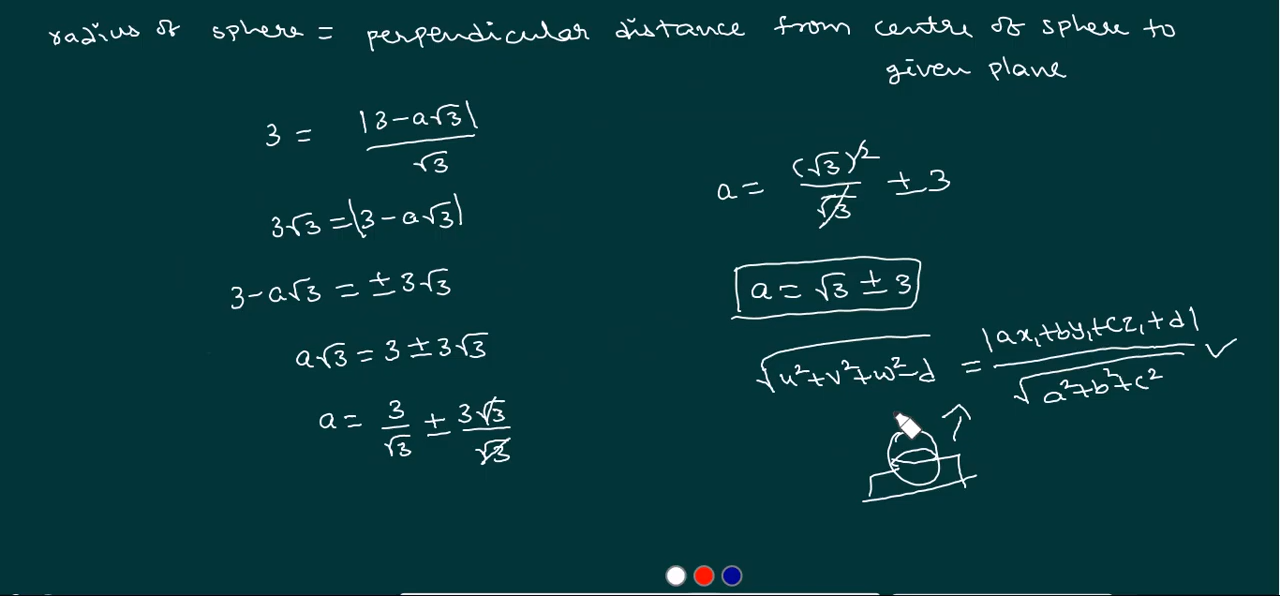 radius of sphere = perpendicular distance from centre of sphere to
given plane
3 = |3-a√3| / √3
3√3 = |3-a√3|
3-a√3 = ±3√3
a√3 = 3±3√3
a = 3/√3 ± 3√3/√3
a = (√3)^2/√3 ± 3
a = √3 ± 3
√(u²+v²+w²-d) = |ax₁+by₁+cz₁+d| / √(a²+b²+c²) ✓